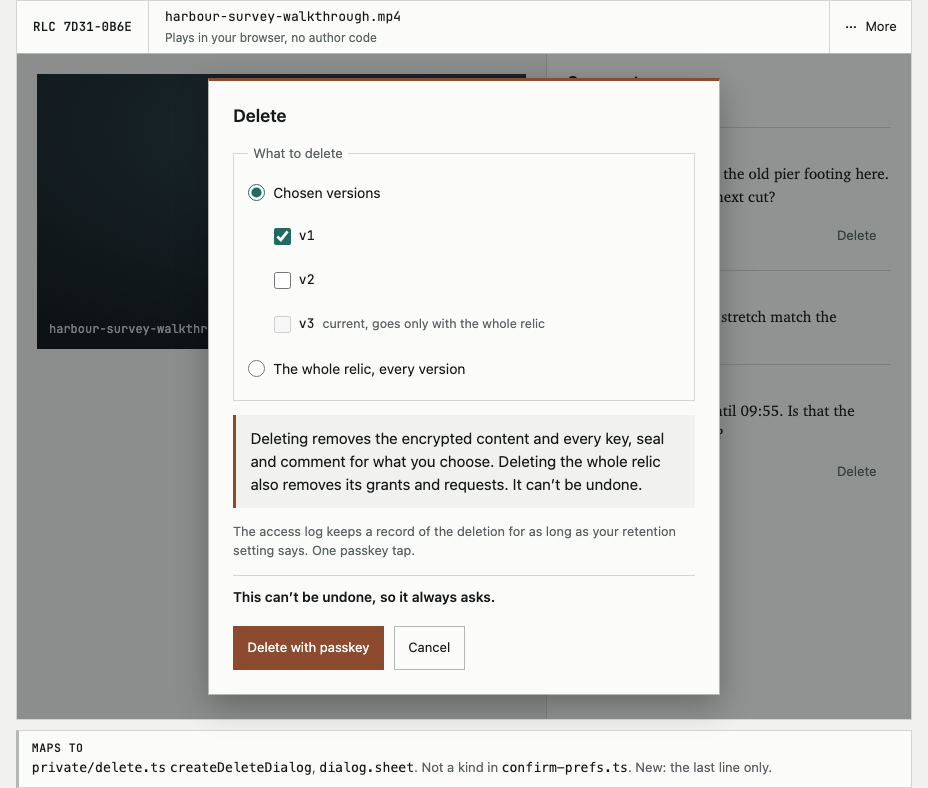 RLC 7D31-0B6E
harbour-survey-walkthrough.mp4
Plays in your browser, no author code
··· More
Delete
What to delete
Chosen versions
v1
v2
v3 current, goes only with the whole relic
The whole relic, every version
Deleting removes the encrypted content and every key, seal
and comment for what you choose. Deleting the whole relic
also removes its grants and requests. It can’t be undone.
The access log keeps a record of the deletion for as long as your retention
setting says. One passkey tap.
This can’t be undone, so it always asks.
Delete with passkey
Cancel
harbour-survey-walkthr
the old pier footing here.
next cut?
Delete
stretch match the
until 09:55. Is that the
?
Delete
MAPS TO
private/delete.ts createDeleteDialog, dialog.sheet. Not a kind in confirm-prefs.ts. New: the last line only.